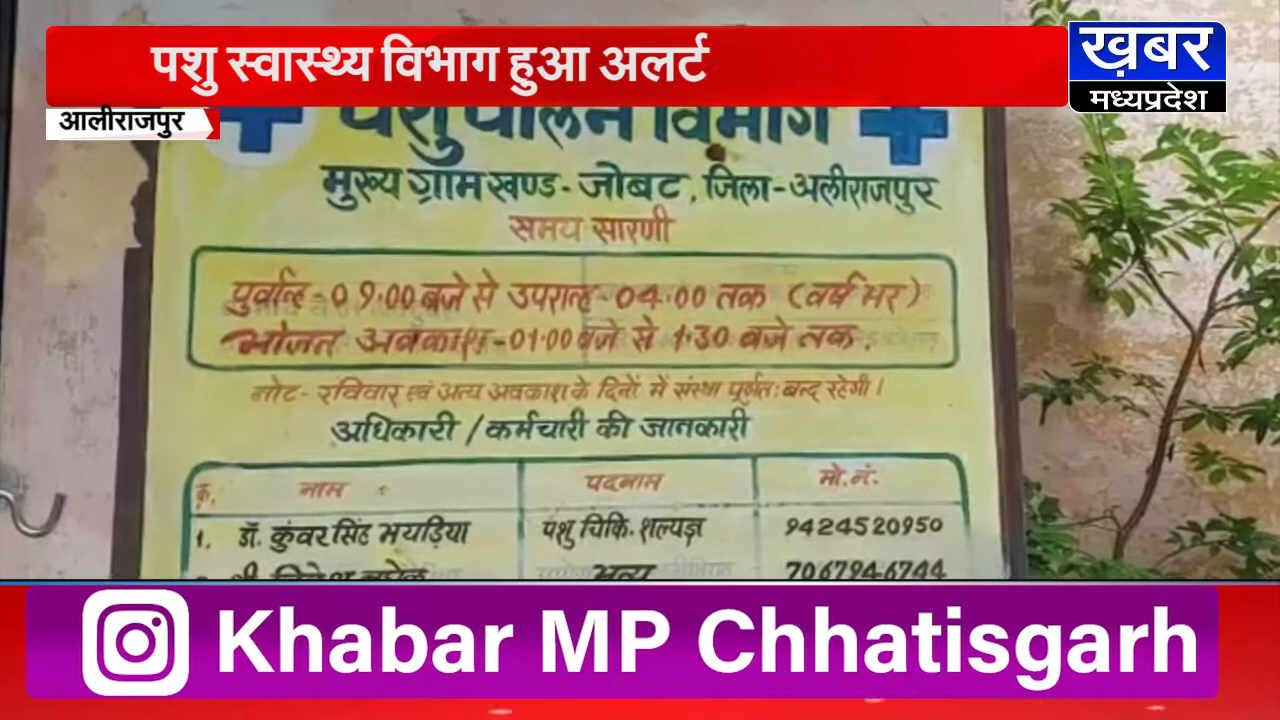 पशु स्वास्थ्य विभाग हुआ अलर्ट
ख़बर
मध्यप्रदेश
आलीराजपुर
पशुपालन विभाग
मुख्य ग्राम खण्ड - जोबट, जिला - अलीराजपुर
समय सारणी
पुर्वान्ह - 09.00 बजे से उपरान्ह - 04.00 तक (वर्ष भर)
भोजन अवकाश - 01.00 बजे से 1.30 बजे तक.
नोट - रविवार एवं अन्य अवकाश के दिनों में संस्था पूर्णतः बन्द रहेगी।
अधिकारी / कर्मचारी की जानकारी
क्र. नाम पदनाम मो. नं.
1. डॉ. कुंवर सिंह भयड़िया पशु चिकि. शल्यज्ञ 9424520950
भृत्य 7067946744
Khabar MP Chhatisgarh